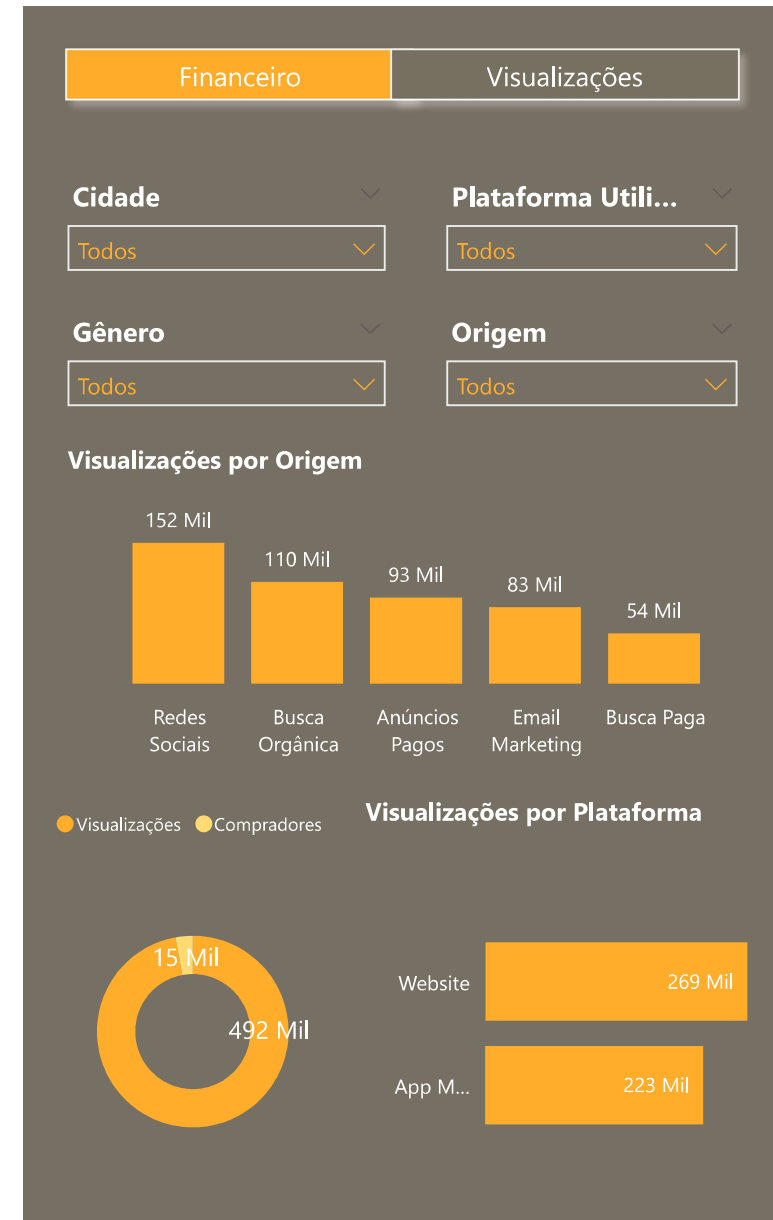 Financeiro
Visualizações
Cidade
Plataforma Utili...
Todos
Todos
Gênero
Origem
Todos
Todos
Visualizações por Origem
152 Mil
110 Mil
93 Mil
83 Mil
54 Mil
Redes
Sociais
Busca
Orgânica
Anúncios
Pagos
Email
Marketing
Busca Paga
Visualizações
Compradores
Visualizações por Plataforma
15 Mil
492 Mil
Website
269 Mil
App M...
223 Mil